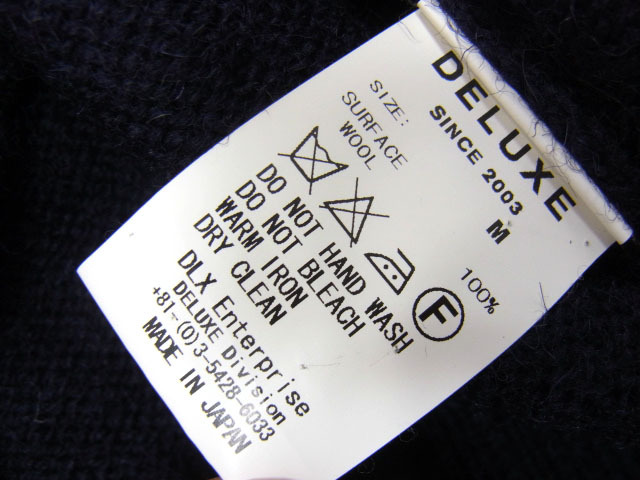 DELUXE
SINCE 2003
SIZE: M
SURFACE
WOOL 100%
F
DO NOT HAND WASH
DO NOT BLEACH
WARM IRON
DRY CLEAN
DLX Enterprise
DELUXE Division
+81-(0)3-5428-6033
MADE IN JAPAN